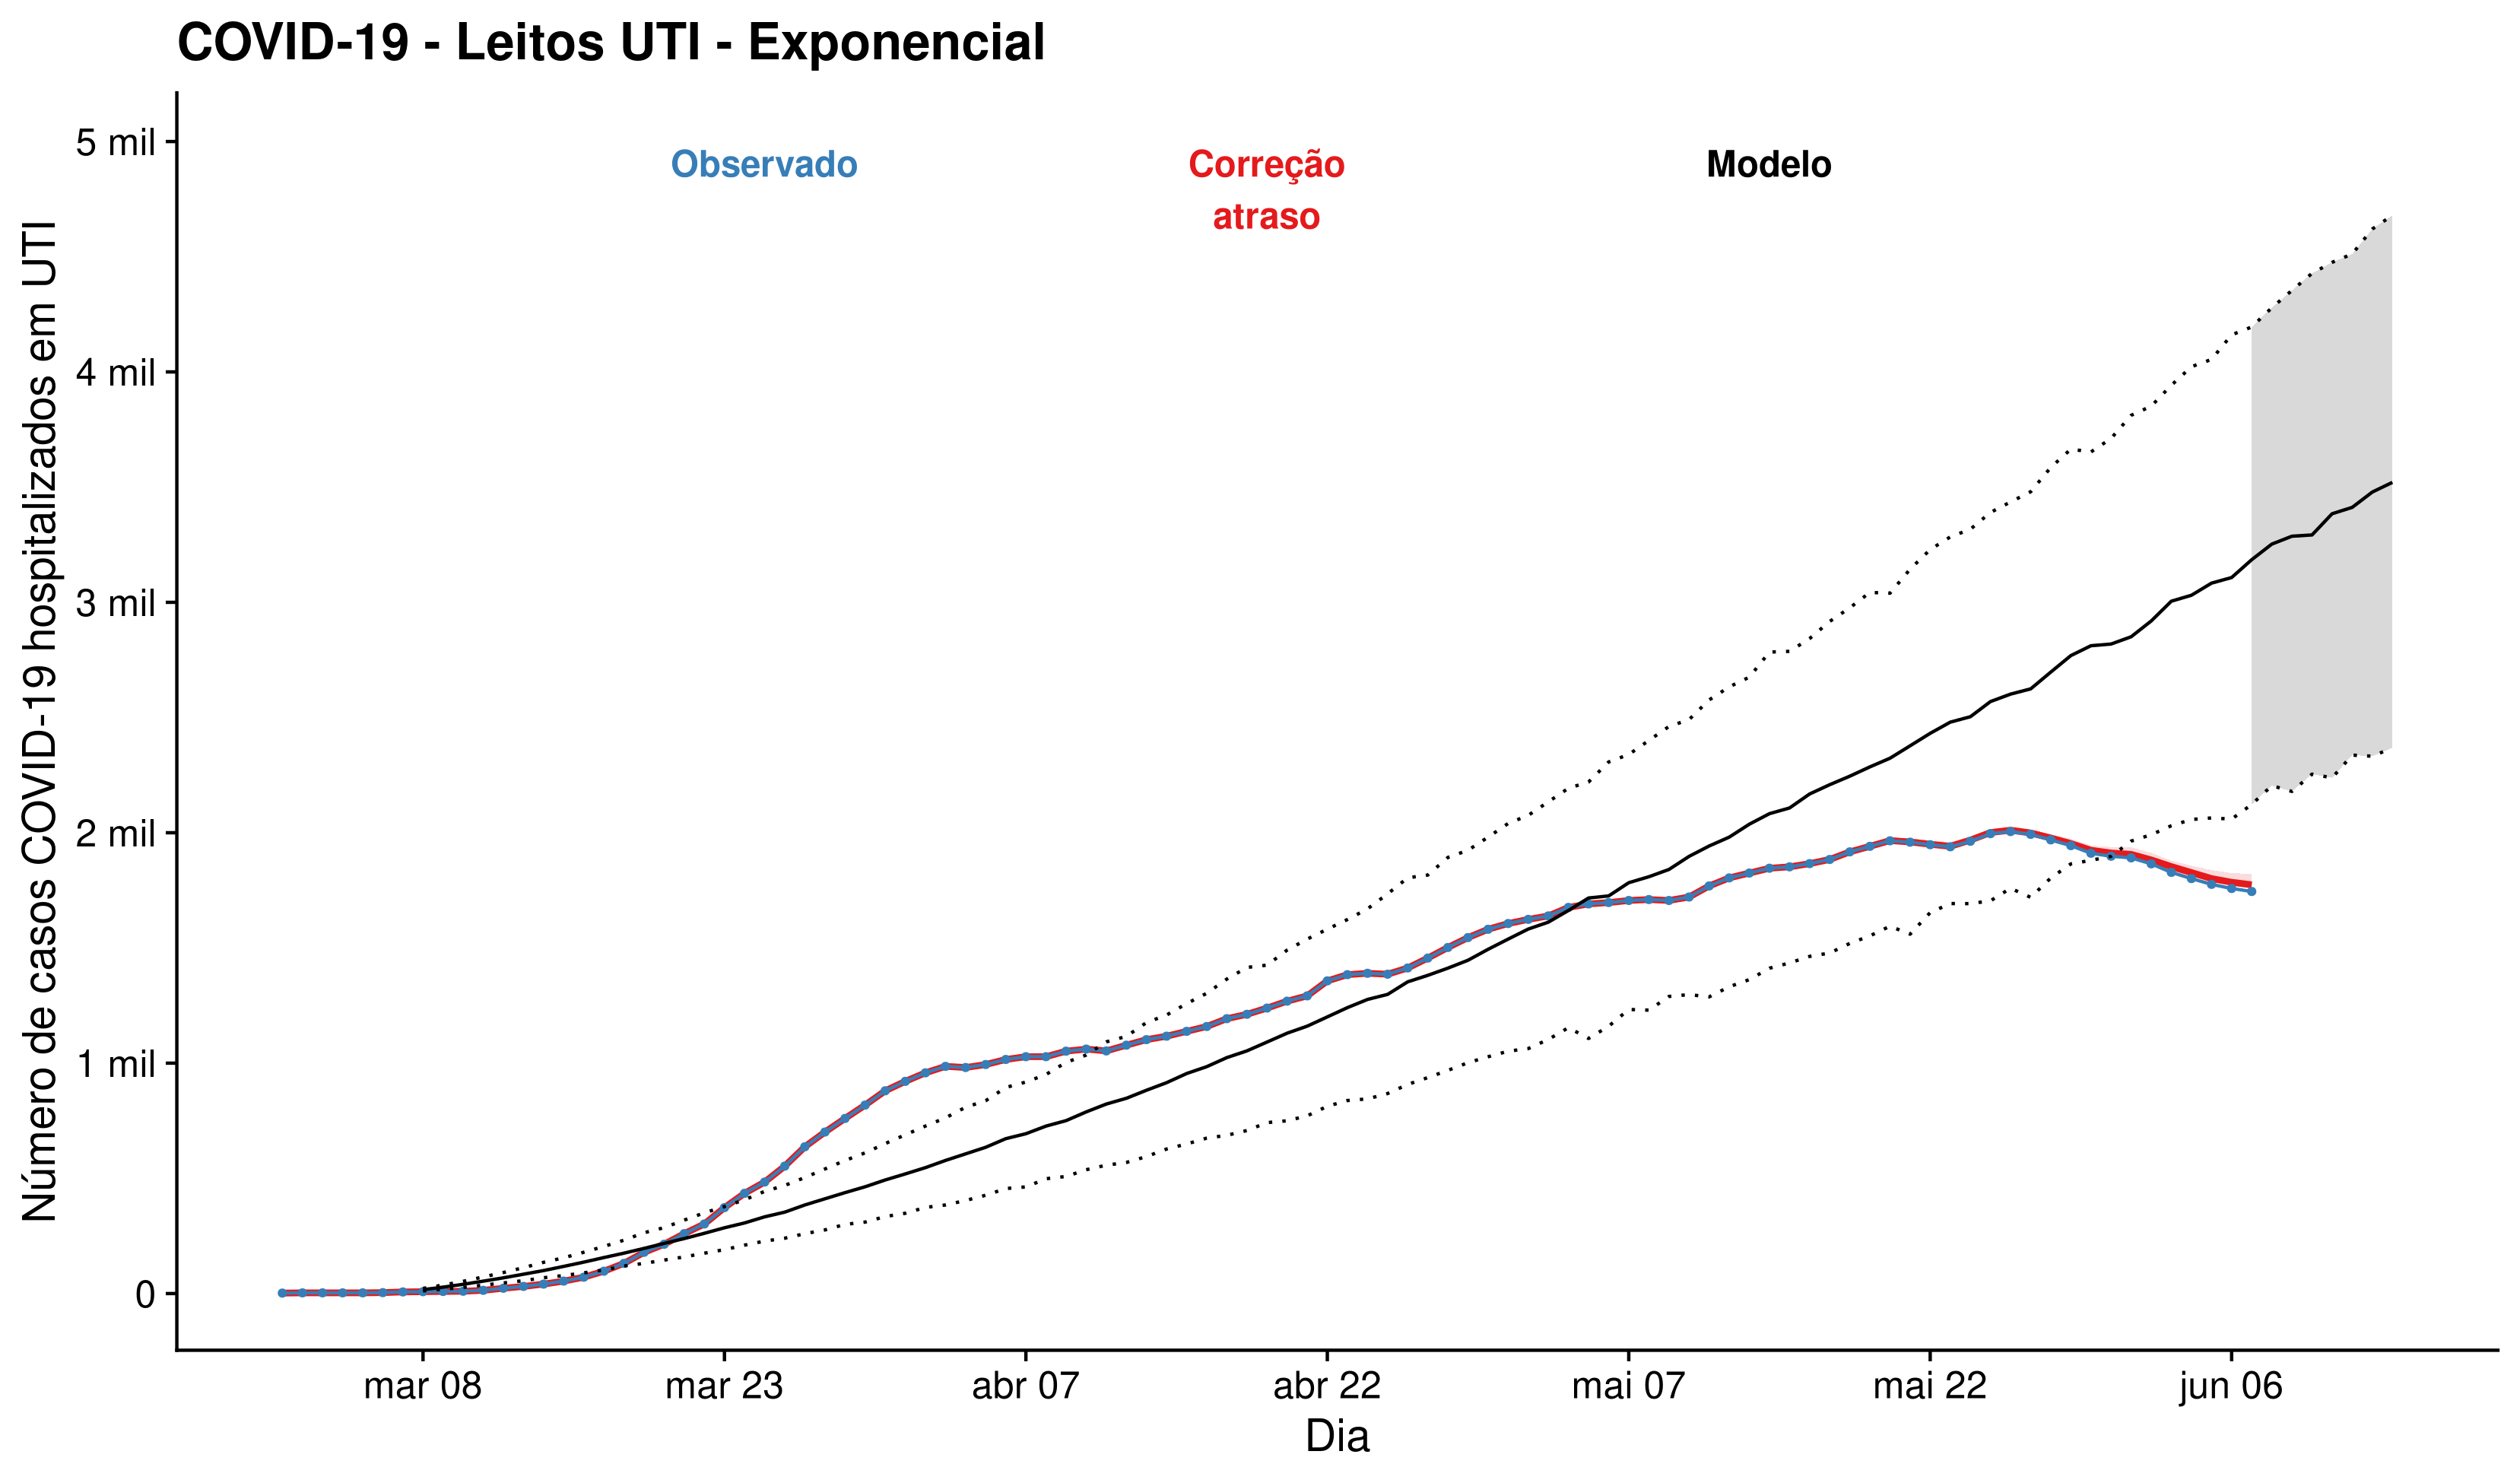 COVID-19 - Leitos UTI - Exponencial
Número de casos COVID-19 hospitalizados em UTI
5 mil
4 mil
3 mil
2 mil
1 mil
0
Observado
Correção
atraso
Modelo
mar 08
mar 23
abr 07
abr 22
mai 07
mai 22
jun 06
Dia